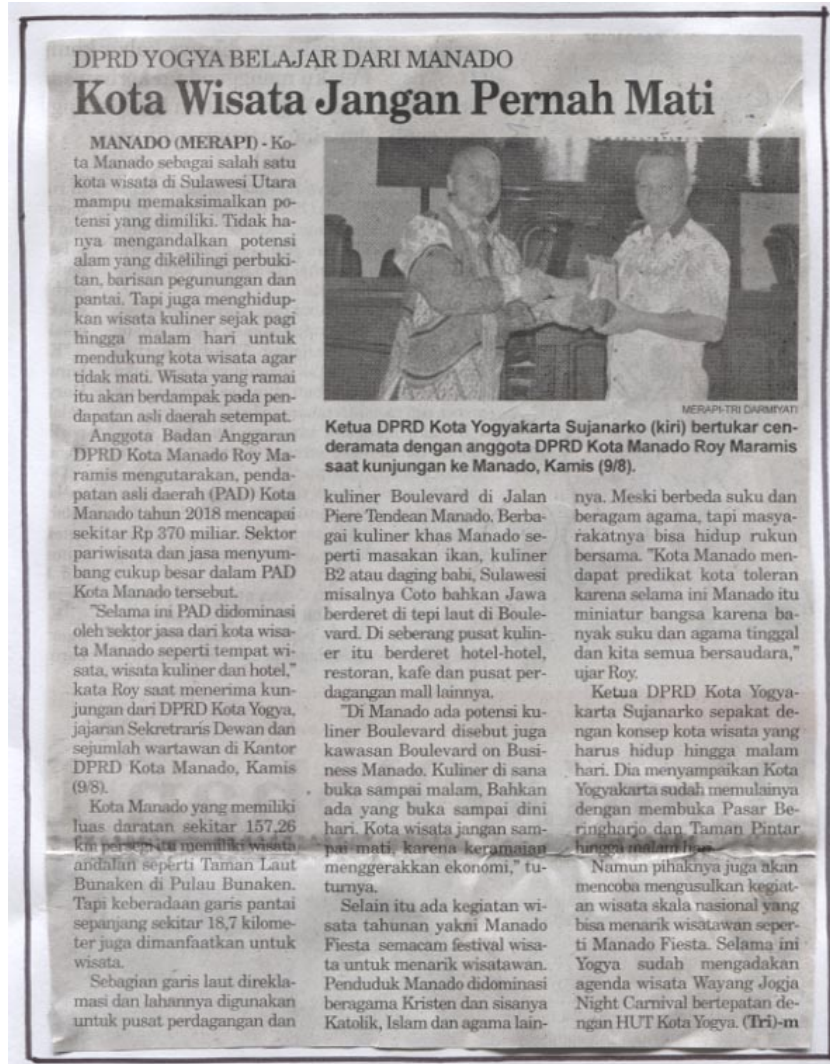 DPRD YOGYA BELAJAR DARI MANADO
Kota Wisata Jangan Pernah Mati
MANADO (MERAPI) - Ko-
ta Manado sebagai salah satu
kota wisata di Sulawesi Utara
mampu memaksimalkan po-
tensi yang dimiliki. Tidak ha-
nya mengandalkan potensi
alam yang dikelilingi perbuki-
tan, barisan pegunungan dan
pantai. Tapi juga menghidup-
kan wisata kuliner sejak pagi
hingga malam hari untuk
mendukung kota wisata agar
tidak mati. Wisata yang ramai
itu akan berdampak pada pen-
dapatan asli daerah setempat.
Anggota Badan Anggaran
DPRD Kota Manado Roy Ma-
ramis mengutarakan, penda-
patan asli daerah (PAD) Kota
Manado tahun 2018 mencapai
sekitar Rp 370 miliar. Sektor
pariwisata dan jasa menyum-
bang cukup besar dalam PAD
Kota Manado tersebut.
"Selama ini PAD didominasi
oleh sektor jasa dari kota wisa-
ta Manado seperti tempat wi-
sata, wisata kuliner dan hotel,"
kata Roy saat menerima kun-
jungan dari DPRD Kota Yogya,
jajaran Sekretraris Dewan dan
sejumlah wartawan di Kantor
DPRD Kota Manado, Kamis
(9/8).
Kota Manado yang memiliki
luas daratan sekitar 157,26
km persegi itu memiliki wisata
andalan seperti Taman Laut
Bunaken di Pulau Bunaken.
Tapi keberadaan garis pantai
sepanjang sekitar 18,7 kilome-
ter juga dimanfaatkan untuk
wisata.
Sebagian garis laut direkla-
masi dan lahannya digunakan
untuk pusat perdagangan dan
MERAPI-TRI DARMIYATI
Ketua DPRD Kota Yogyakarta Sujanarko (kiri) bertukar cen-
deramata dengan anggota DPRD Kota Manado Roy Maramis
saat kunjungan ke Manado, Kamis (9/8).
kuliner Boulevard di Jalan
Piere Tendean Manado. Berba-
gai kuliner khas Manado se-
perti masakan ikan, kuliner
B2 atau daging babi, Sulawesi
misalnya Coto bahkan Jawa
berderet di tepi laut di Boule-
vard. Di seberang pusat kulin-
er itu berderet hotel-hotel,
restoran, kafe dan pusat per-
dagangan mall lainnya.
"Di Manado ada potensi ku-
liner Boulevard disebut juga
kawasan Boulevard on Busi-
ness Manado. Kuliner di sana
buka sampai malam, Bahkan
ada yang buka sampai dini
hari. Kota wisata jangan sam-
pai mati, karena keramaian
menggerakkan ekonomi," tu-
turnya.
Selain itu ada kegiatan wi-
sata tahunan yakni Manado
Fiesta semacam festival wisa-
ta untuk menarik wisatawan.
Penduduk Manado didominasi
beragama Kristen dan sisanya
Katolik, Islam dan agama lain-
nya. Meski berbeda suku dan
beragam agama, tapi masya-
rakatnya bisa hidup rukun
bersama. "Kota Manado men-
dapat predikat kota toleran
karena selama ini Manado itu
miniatur bangsa karena ba-
nyak suku dan agama tinggal
dan kita semua bersaudara,"
ujar Roy.
Ketua DPRD Kota Yogya-
karta Sujanarko sepakat de-
ngan konsep kota wisata yang
harus hidup hingga malam
hari. Dia menyampaikan Kota
Yogyakarta sudah memulainya
dengan membuka Pasar Be-
ringharjo dan Taman Pintar
hingga malam hari.
Namun pihaknya juga akan
mencoba mengusulkan kegiat-
an wisata skala nasional yang
bisa menarik wisatawan seper-
ti Manado Fiesta. Selama ini
Yogya sudah mengadakan
agenda wisata Wayang Jogja
Night Carnival bertepatan de-
ngan HUT Kota Yogya. (Tri)-m